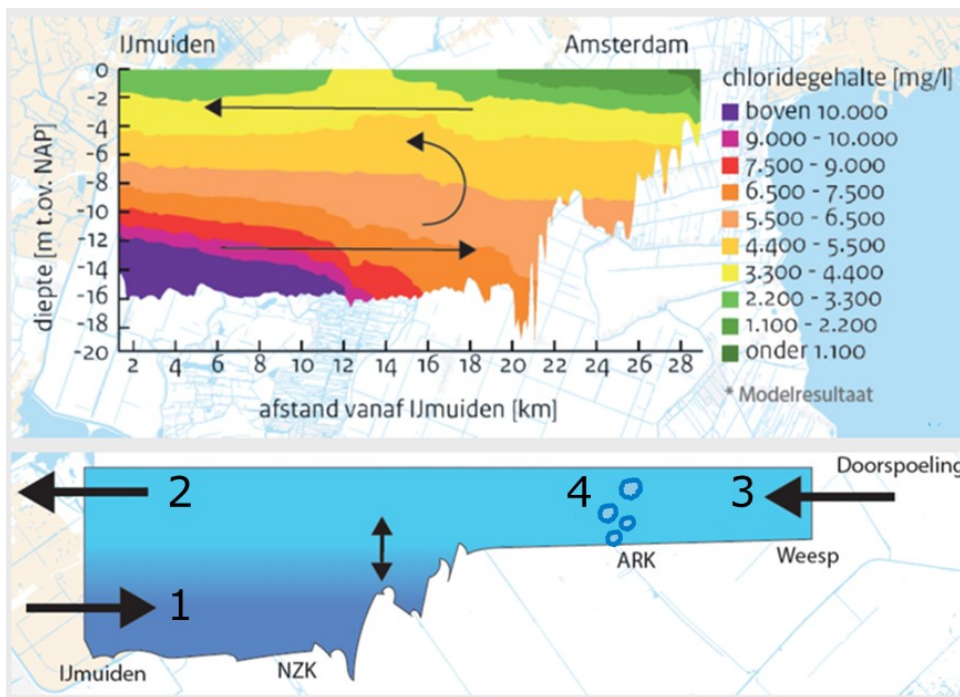 IJmuiden
Amsterdam
chloridegehalte [mg/l]
boven 10.000
9.000 - 10.000
7.500 - 9.000
6.500 - 7.500
5.500 - 6.500
4.400 - 5.500
3.300 - 4.400
2.200 - 3.300
1.100 - 2.200
onder 1.100
* Modelresultaat
diepte [m t.ov. NAP]
0
-2
-4
-6
-8
-10
-12
-14
-16
-18
-20
2 4 6 8 10 12 14 16 18 20 22 24 26 28
afstand vanaf IJmuiden [km]
Doorspoeling
2
4
3
ARK
Weesp
1
IJmuiden
NZK